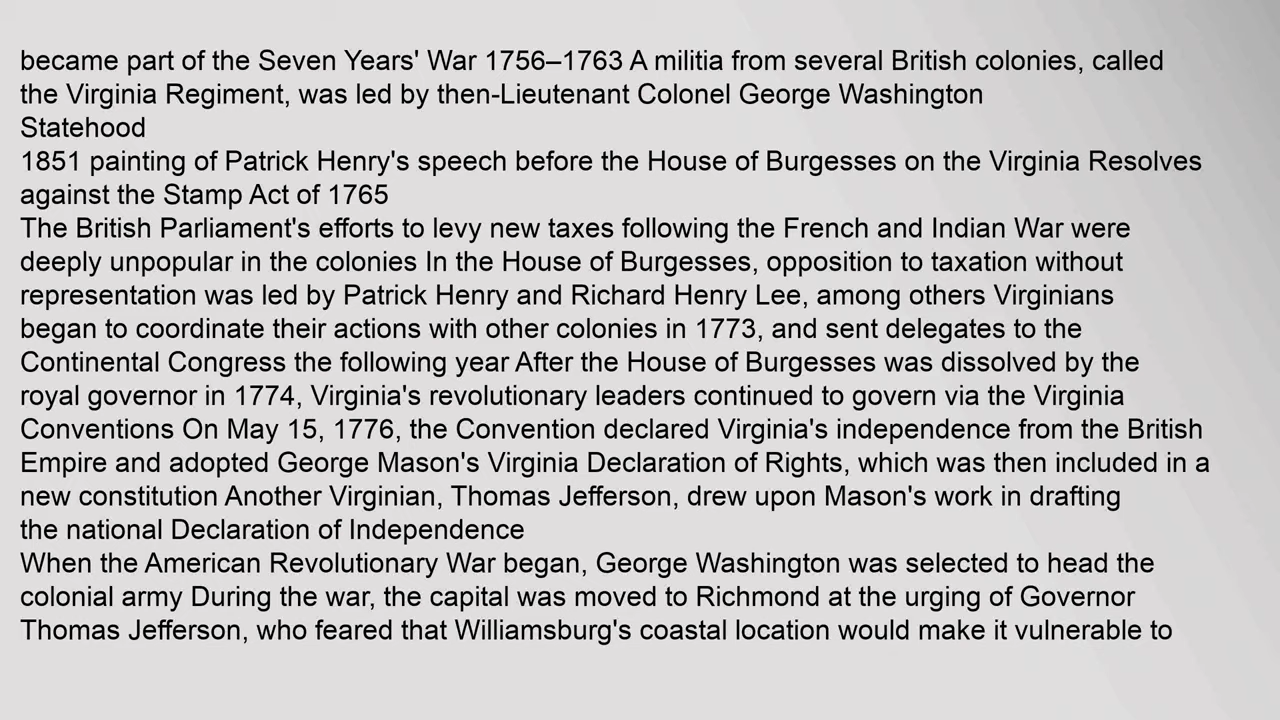 became part of the Seven Years' War 1756–1763 A militia from several British colonies, called
the Virginia Regiment, was led by then-Lieutenant Colonel George Washington
Statehood
1851 painting of Patrick Henry's speech before the House of Burgesses on the Virginia Resolves
against the Stamp Act of 1765
The British Parliament's efforts to levy new taxes following the French and Indian War were
deeply unpopular in the colonies In the House of Burgesses, opposition to taxation without
representation was led by Patrick Henry and Richard Henry Lee, among others Virginians
began to coordinate their actions with other colonies in 1773, and sent delegates to the
Continental Congress the following year After the House of Burgesses was dissolved by the
royal governor in 1774, Virginia's revolutionary leaders continued to govern via the Virginia
Conventions On May 15, 1776, the Convention declared Virginia's independence from the British
Empire and adopted George Mason's Virginia Declaration of Rights, which was then included in a
new constitution Another Virginian, Thomas Jefferson, drew upon Mason's work in drafting
the national Declaration of Independence
When the American Revolutionary War began, George Washington was selected to head the
colonial army During the war, the capital was moved to Richmond at the urging of Governor
Thomas Jefferson, who feared that Williamsburg's coastal location would make it vulnerable to